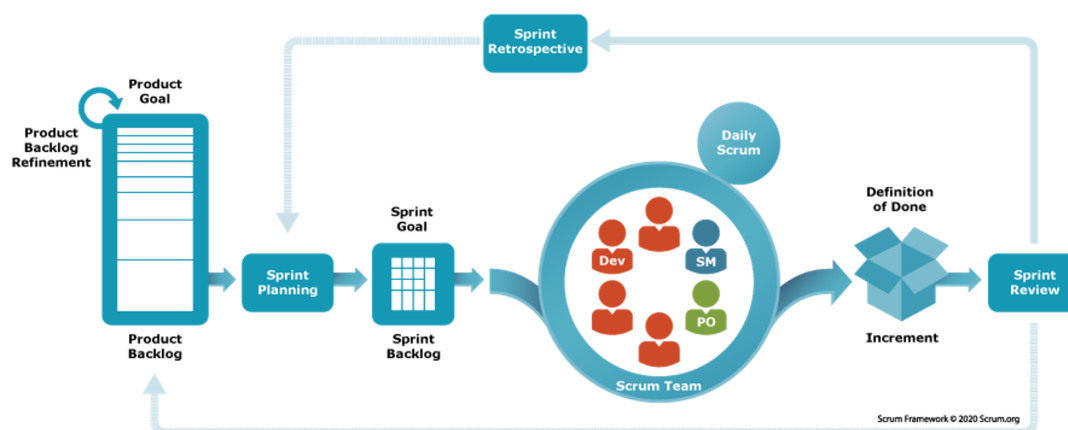 Sprint
Retrospective
Product
Goal
Product
Backlog
Refinement
Daily
Scrum
Definition
of Done
Sprint
Goal
Dev
SM
Sprint
Planning
Sprint
Review
PO
Product
Backlog
Sprint
Backlog
Increment
Scrum Team
Scrum Framework © 2020 Scrum.org